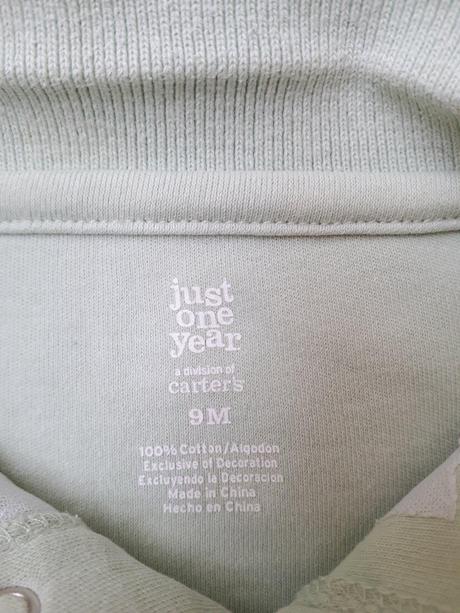 just
one
year
a division of
carter's
9M
100% Cotton/Algodon
Exclusive of Decoration
Excluyendo la Decoracion
Made in China
Hecho en China